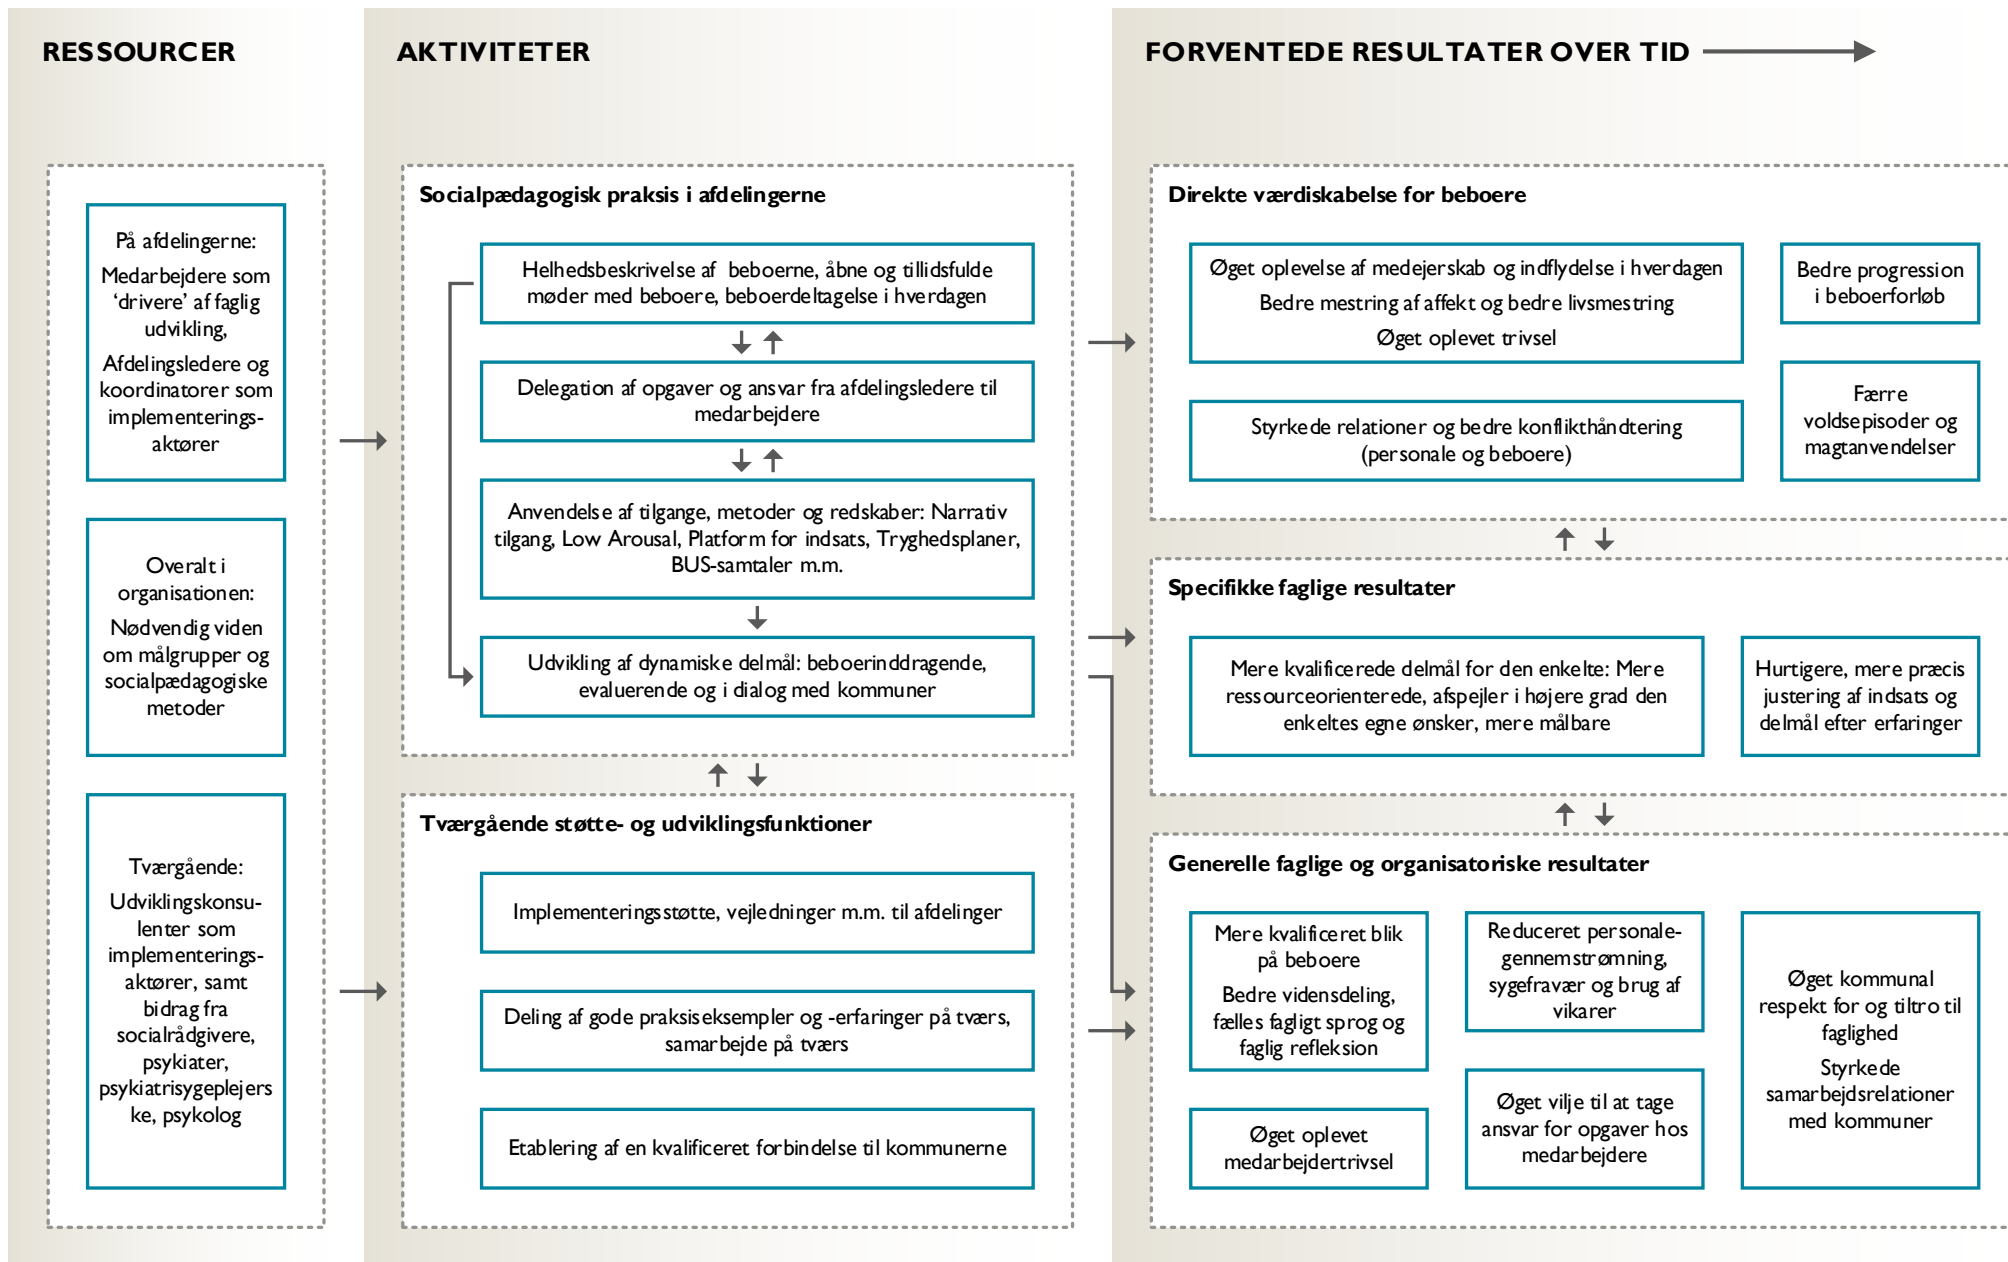 RESSOURCER
På afdelingerne:
Medarbejdere som
‘drivere’ af faglig
udvikling,
Afdelingsledere og
koordinatorer som
implementerings-
aktører
Overalt i
organisationen:
Nødvendig viden
om målgrupper og
socialpædagogiske
metoder
Tværgående:
Udviklingskonsu-
lenter som
implementerings-
aktører, samt
bidrag fra
socialrådgivere,
psykiater,
psykiatrisygeplejers
ke, psykolog
AKTIVITETER
Socialpædagogisk praksis i afdelingerne
Helhedsbeskrivelse af beboerne, åbne og tillidsfulde
møder med beboere, beboerdeltagelse i hverdagen
Delegation af opgaver og ansvar fra afdelingsledere til
medarbejdere
Anvendelse af tilgange, metoder og redskaber: Narrativ
tilgang, Low Arousal, Platform for indsats, Tryghedsplaner,
BUS-samtaler m.m.
Udvikling af dynamiske delmål: beboerinddragende,
evaluerende og i dialog med kommuner
Tværgående støtte- og udviklingsfunktioner
Implementeringsstøtte, vejledninger m.m. til afdelinger
Deling af gode praksiseksempler og -erfaringer på tværs,
samarbejde på tværs
Etablering af en kvalificeret forbindelse til kommunerne
FORVENTEDE RESULTATER OVER TID
Direkte værdiskabelse for beboere
Øget oplevelse af medejerskab og indflydelse i hverdagen
Bedre mestring af affekt og bedre livsmestring
Øget oplevet trivsel
Bedre progression
i beboerforløb
Styrkede relationer og bedre konflikthåndtering
(personale og beboere)
Færre
voldsepisoder og
magtanvendelser
Specifikke faglige resultater
Mere kvalificerede delmål for den enkelte: Mere
ressourceorienterede, afspejler i højere grad den
enkeltes egne ønsker, mere målbare
Hurtigere, mere præcis
justering af indsats og
delmål efter erfaringer
Generelle faglige og organisatoriske resultater
Mere kvalificeret blik
på beboere
Bedre vidensdeling,
fælles fagligt sprog og
faglig refleksion
Øget oplevet
medarbejdertrivsel
Reduceret personale-
gennemstrømning,
sygefravær og brug af
vikarer
Øget vilje til at tage
ansvar for opgaver hos
medarbejdere
Øget kommunal
respekt for og tiltro til
faglighed
Styrkede
samarbejdsrelationer
med kommuner